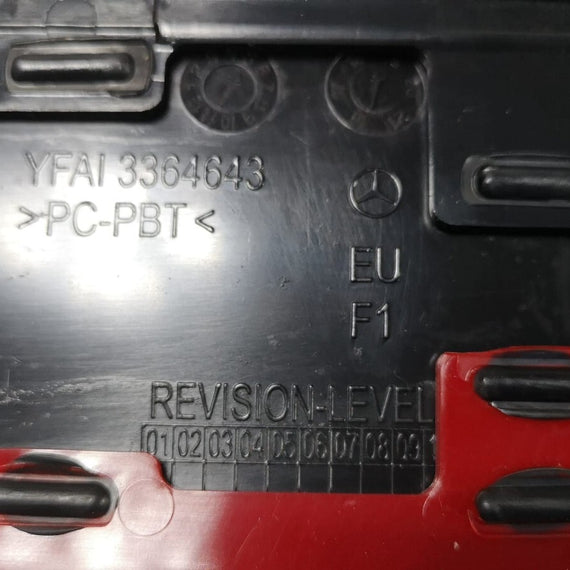 YFAI 3364643
>PC-PBT<
EU
F1
REVISION-LEVEL
01 02 03 04 05 06 07 08 09